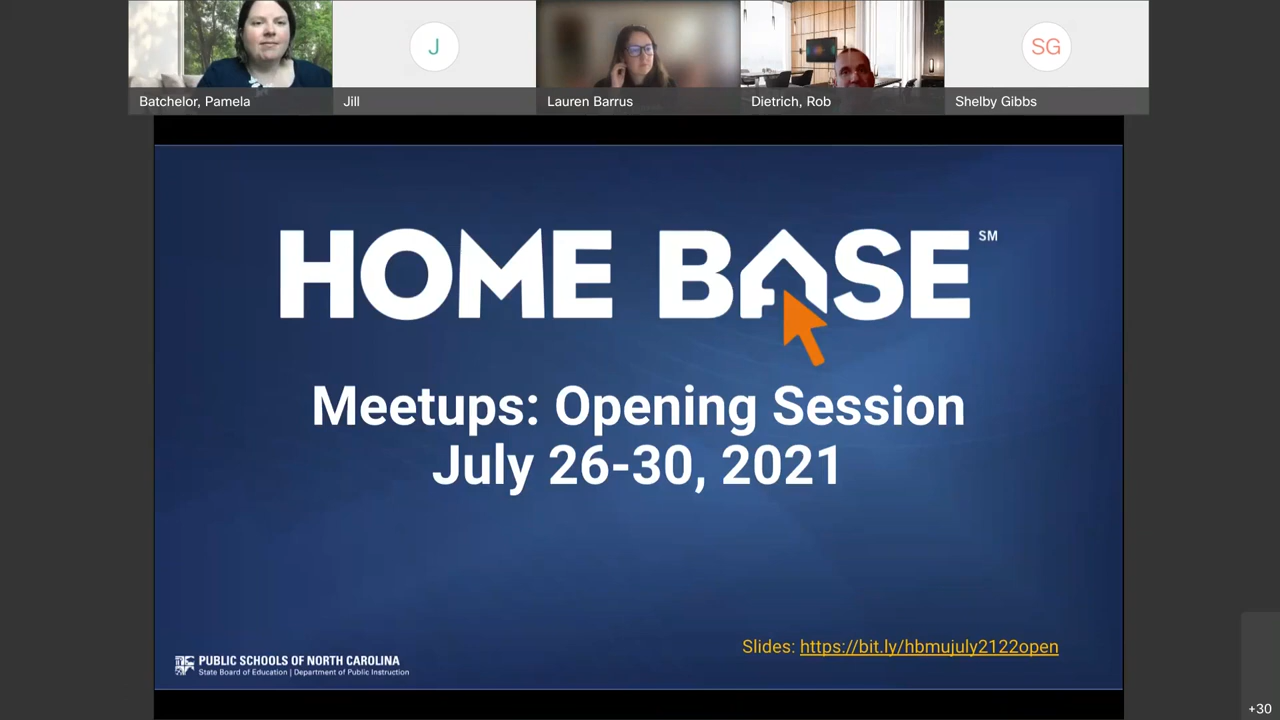 J
SG
Batchelor, Pamela
Jill
Lauren Barrus
Dietrich, Rob
Shelby Gibbs
HOME BASE SM
Meetups: Opening Session
July 26-30, 2021
Slides: https://bit.ly/hbmujuly2122open
PUBLIC SCHOOLS OF NORTH CAROLINA
State Board of Education | Department of Public Instruction
+30